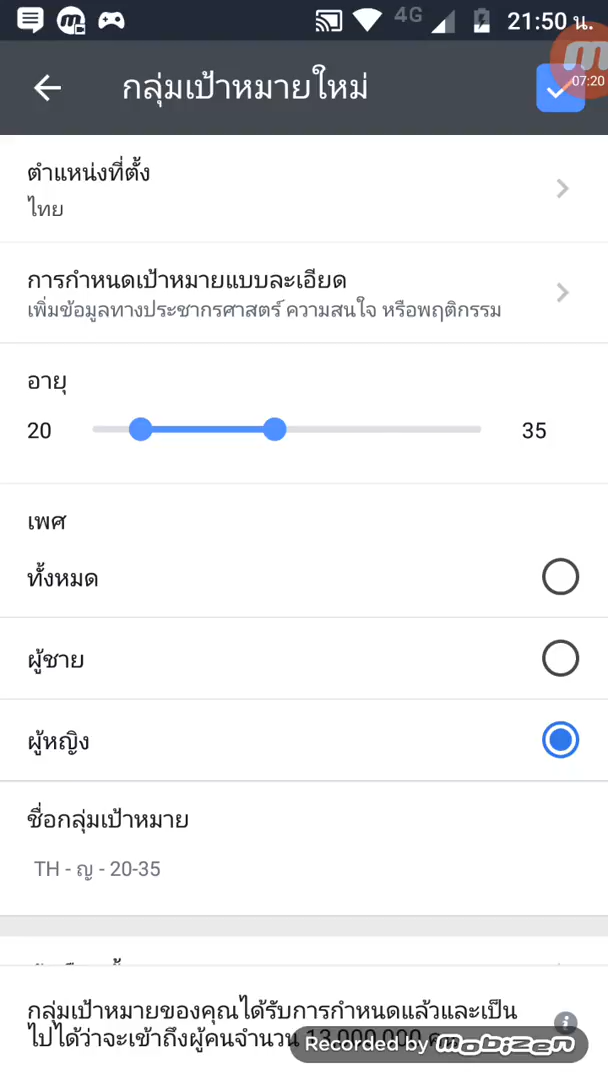 4G 21:50 น.
กลุ่มเป้าหมายใหม่
07:20
ตำแหน่งที่ตั้ง
ไทย
การกำหนดเป้าหมายแบบละเอียด
เพิ่มข้อมูลทางประชากรศาสตร์ ความสนใจ หรือพฤติกรรม
อายุ
20 35
เพศ
ทั้งหมด
ผู้ชาย
ผู้หญิง
ชื่อกลุ่มเป้าหมาย
TH - ญ - 20-35
กลุ่มเป้าหมายของคุณได้รับการกำหนดแล้วและเป็น
ไปได้ว่าจะเข้าถึงผู้คนจำนวน 13,000,000 คน
Recorded by mobizen